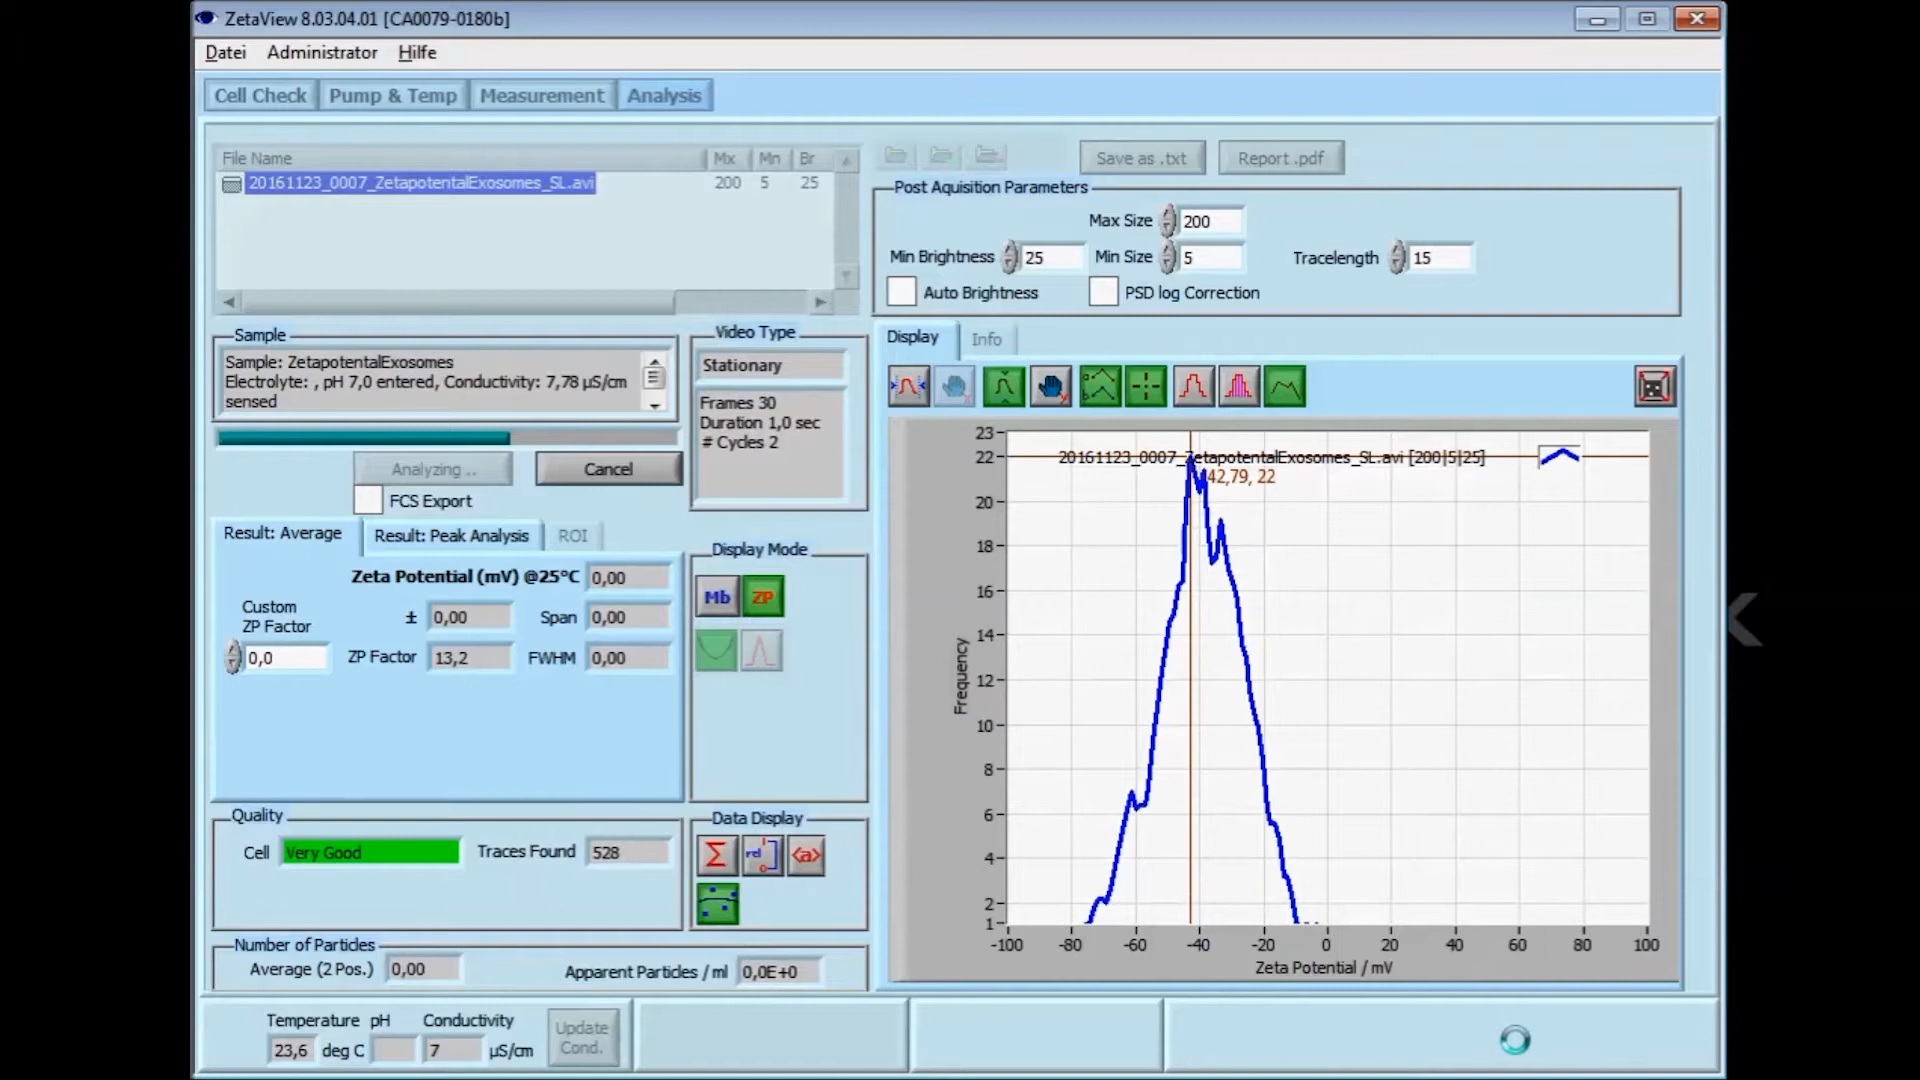 ZetaView 8.03.04.01 [CA0079-0180b]
Datei Administrator Hilfe
Cell Check Pump & Temp Measurement Analysis
File Name Mx Mn Br
20161123_0007_ZetapotentalExosomes_SL.avi 200 5 25
Save as .txt Report .pdf
Post Aquisition Parameters
Max Size 200
Min Brightness 25 Min Size 5 Tracelength 15
Auto Brightness PSD log Correction
Sample
Sample: ZetapotentalExosomes
Electrolyte: , pH 7,0 entered, Conductivity: 7,78 µS/cm
sensed
Video Type
Stationary
Frames 30
Duration 1,0 sec
# Cycles 2
Analyzing .. Cancel
FCS Export
Result: Average Result: Peak Analysis ROI
Zeta Potential (mV) @25°C 0,00
Custom
ZP Factor
0,0
± 0,00 Span 0,00
ZP Factor 13,2 FWHM 0,00
Display Mode
Mb ZP
Quality
Cell Very Good Traces Found 528
Data Display
Σ rel <a>
Number of Particles
Average (2 Pos.) 0,00 Apparent Particles / ml 0,0E+0
Temperature pH Conductivity
23,6 deg C 7 µS/cm
Update
Cond.
Display Info
20161123_0007_ZetapotentalExosomes_SL.avi [200|5|25]
42,79, 22
Frequency
23
22
20
18
16
14
12
10
8
6
4
2
1
-100 -80 -60 -40 -20 0 20 40 60 80 100
Zeta Potential / mV